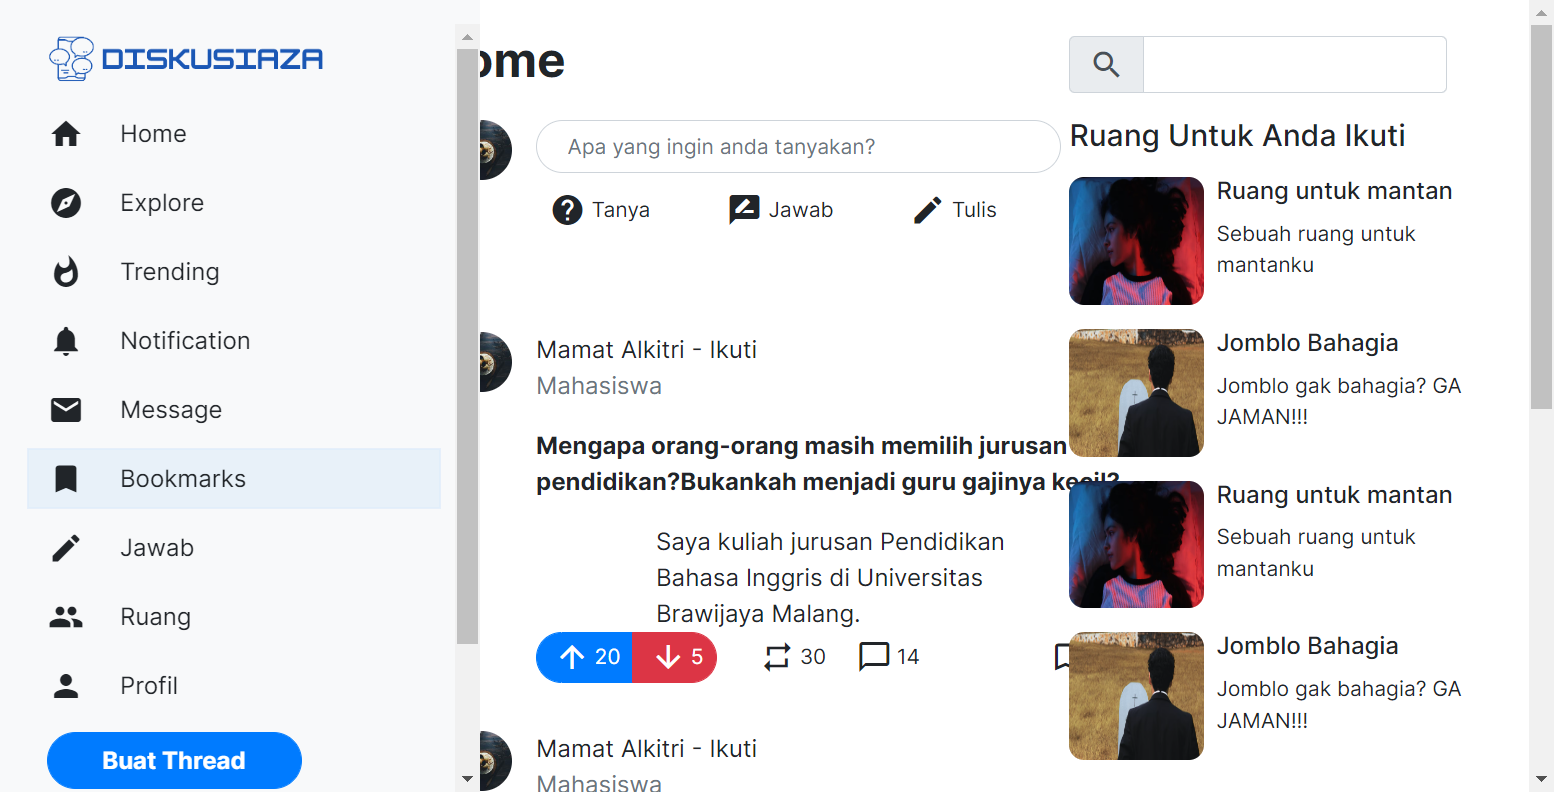 DISKUSIAZA
Home
Explore
Trending
Notification
Message
Bookmarks
Jawab
Ruang
Profil
Buat Thread
ome
Apa yang ingin anda tanyakan?
Tanya
Jawab
Tulis
Mamat Alkitri - Ikuti
Mahasiswa
Mengapa orang-orang masih memilih jurusan
pendidikan?Bukankah menjadi guru gajinya kecil?
Saya kuliah jurusan Pendidikan
Bahasa Inggris di Universitas
Brawijaya Malang.
20
5
30
14
Mamat Alkitri - Ikuti
Mahasiswa
Ruang Untuk Anda Ikuti
Ruang untuk mantan
Sebuah ruang untuk
mantanku
Jomblo Bahagia
Jomblo gak bahagia? GA
JAMAN!!!
Ruang untuk mantan
Sebuah ruang untuk
mantanku
Jomblo Bahagia
Jomblo gak bahagia? GA
JAMAN!!!